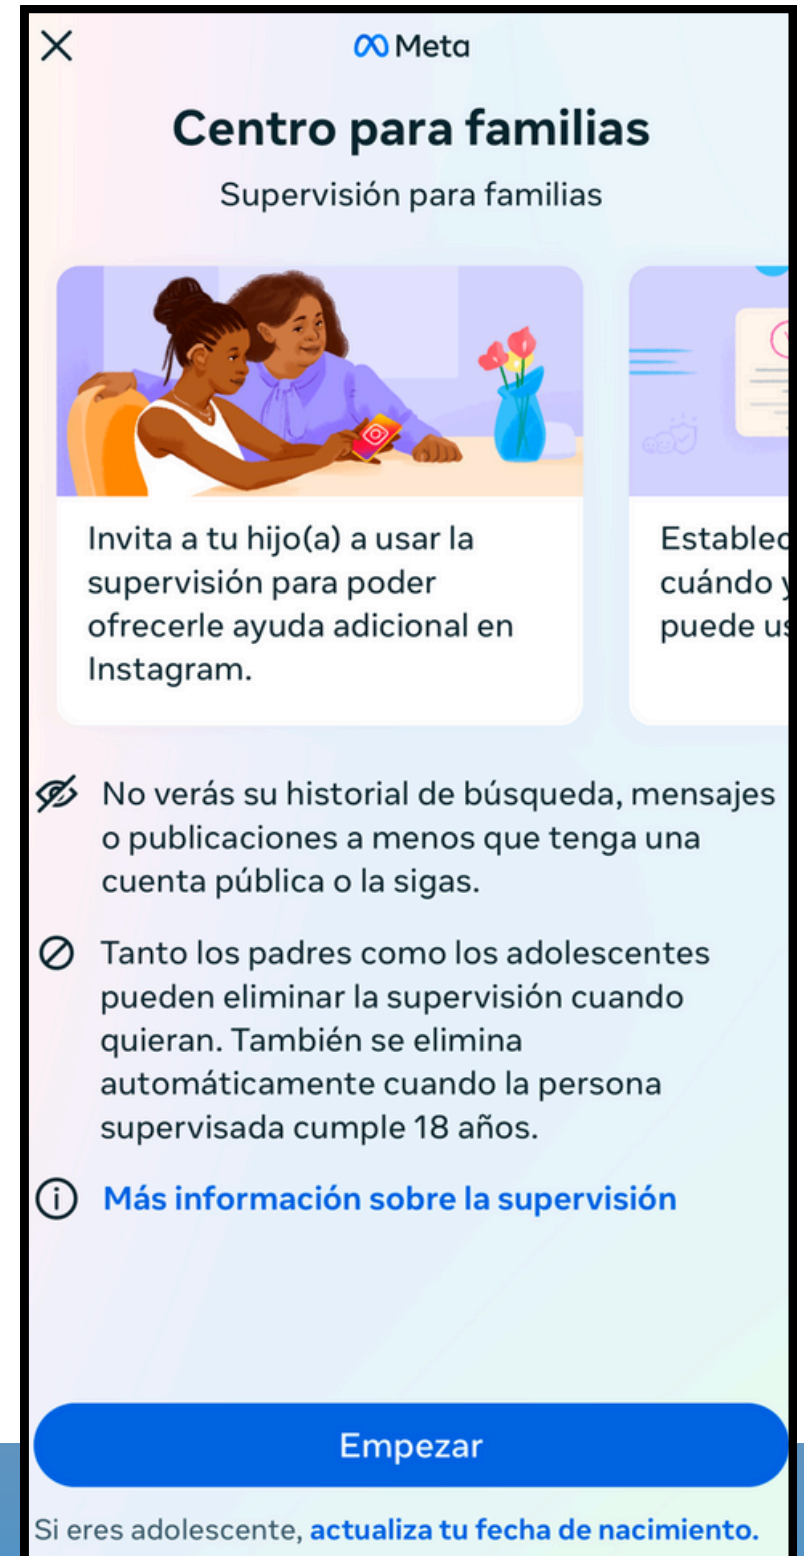 Meta
Centro para familias
Supervisión para familias
Invita a tu hijo(a) a usar la
supervisión para poder
ofrecerle ayuda adicional en
Instagram.
cuándo
puede
No verás su historial de búsqueda, mensajes
o publicaciones a menos que tenga una
cuenta pública o la sigas.
Tanto los padres como los adolescentes
pueden eliminar la supervisión cuando
quieran. También se elimina
automáticamente cuando la persona
supervisada cumple 18 años.
Más información sobre la supervisión
Empezar
Si eres adolescente, actualiza tu fecha de nacimiento.